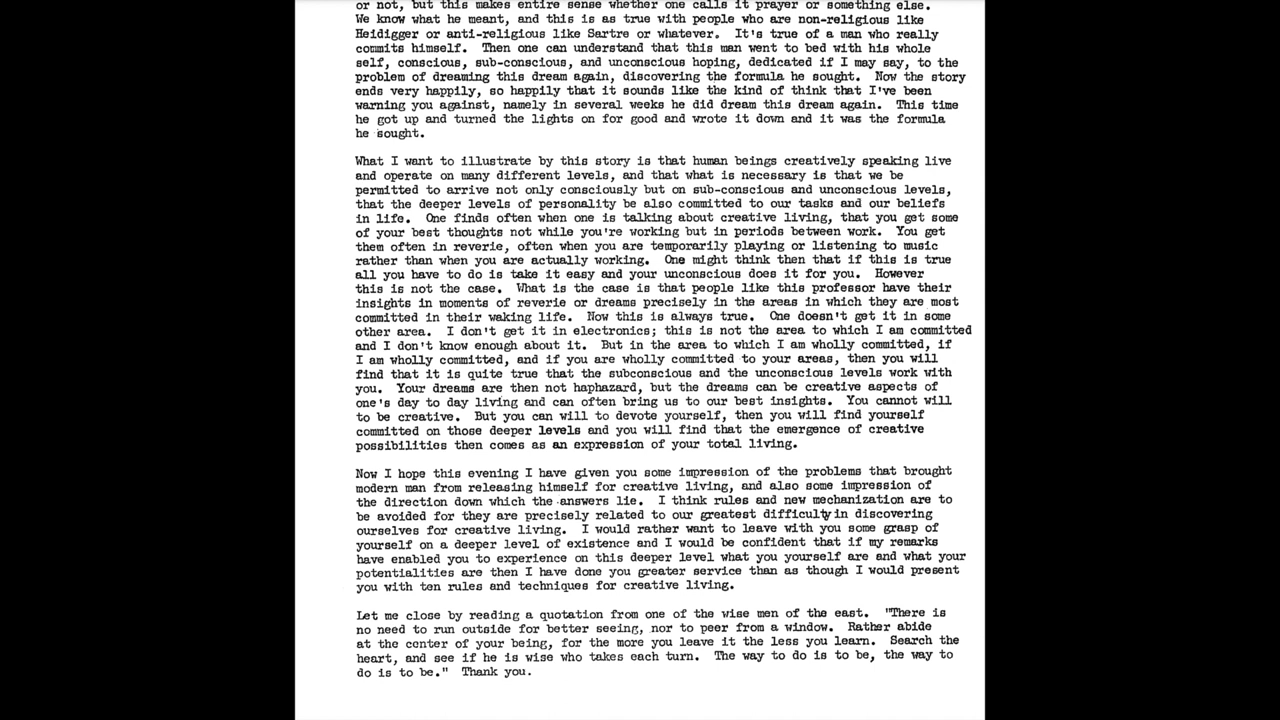 or not, but this makes entire sense whether one calls it prayer or something else.
We know what he meant, and this is as true with people who are non-religious like
Heidigger or anti-religious like Sartre or whatever. It's true of a man who really
commits himself. Then one can understand that this man went to bed with his whole
self, conscious, sub-conscious, and unconscious hoping, dedicated if I may say, to the
problem of dreaming this dream again, discovering the formula he sought. Now the story
ends very happily, so happily that it sounds like the kind of think that I've been
warning you against, namely in several weeks he did dream this dream again. This time
he got up and turned the lights on for good and wrote it down and it was the formula
he sought.
What I want to illustrate by this story is that human beings creatively speaking live
and operate on many different levels, and that what is necessary is that we be
permitted to arrive not only consciously but on sub-conscious and unconscious levels,
that the deeper levels of personality be also committed to our tasks and our beliefs
in life. One finds often when one is talking about creative living, that you get some
of your best thoughts not while you're working but in periods between work. You get
them often in reverie, often when you are temporarily playing or listening to music
rather than when you are actually working. One might think then that if this is true
all you have to do is take it easy and your unconscious does it for you. However
this is not the case. What is the case is that people like this professor have their
insights in moments of reverie or dreams precisely in the areas in which they are most
committed in their waking life. Now this is always true. One doesn't get it in some
other area. I don't get it in electronics; this is not the area to which I am committed
and I don't know enough about it. But in the area to which I am wholly committed, if
I am wholly committed, and if you are wholly committed to your areas, then you will
find that it is quite true that the subconscious and the unconscious levels work with
you. Your dreams are then not haphazard, but the dreams can be creative aspects of
one's day to day living and can often bring us to our best insights. You cannot will
to be creative. But you can will to devote yourself, then you will find yourself
committed on those deeper levels and you will find that the emergence of creative
possibilities then comes as an expression of your total living.
Now I hope this evening I have given you some impression of the problems that brought
modern man from releasing himself for creative living, and also some impression of
the direction down which the answers lie. I think rules and new mechanization are to
be avoided for they are precisely related to our greatest difficulty in discovering
ourselves for creative living. I would rather want to leave with you some grasp of
yourself on a deeper level of existence and I would be confident that if my remarks
have enabled you to experience on this deeper level what you yourself are and what your
potentialities are then I have done you greater service than as though I would present
you with ten rules and techniques for creative living.
Let me close by reading a quotation from one of the wise men of the east. "There is
no need to run outside for better seeing, nor to peer from a window. Rather abide
at the center of your being, for the more you leave it the less you learn. Search the
heart, and see if he is wise who takes each turn. The way to do is to be, the way to
do is to be." Thank you.